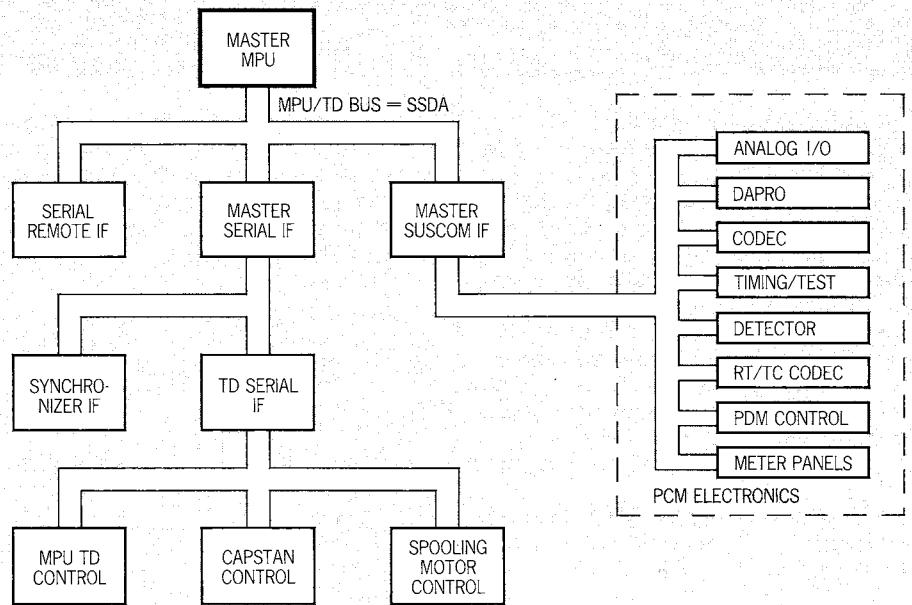 MASTER
MPU
MPU/TD BUS = SSDA
SERIAL
REMOTE IF
MASTER
SERIAL IF
MASTER
SUSCOM IF
SYNCHRO-
NIZER IF
TD SERIAL
IF
MPU TD
CONTROL
CAPSTAN
CONTROL
SPOOLING
MOTOR
CONTROL
ANALOG I/O
DAPRO
CODEC
TIMING/TEST
DETECTOR
RT/TC CODEC
PDM CONTROL
METER PANELS
PCM ELECTRONICS